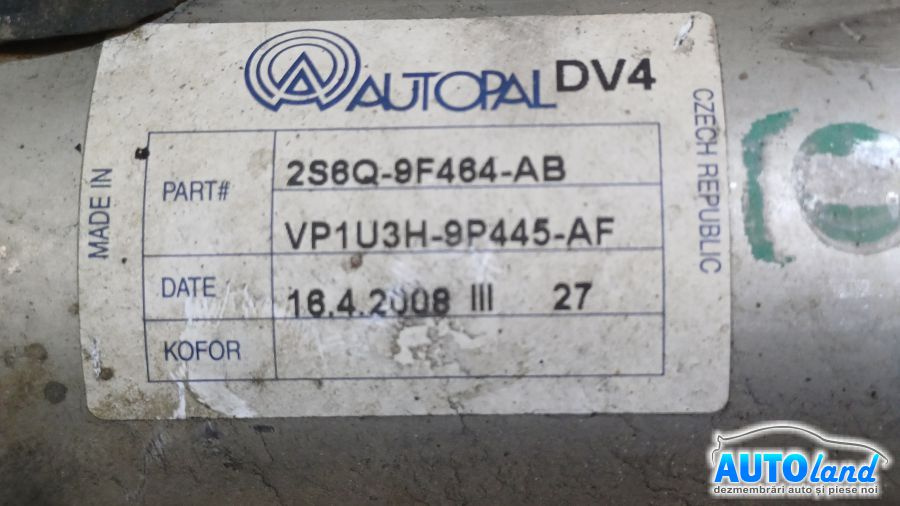 AUTOPAL DV4
MADE IN
PART#
2S6Q-9F464-AB
VP1U3H-9P445-AF
DATE
16.4.2008 III 27
KOFOR
CZECH REPUBLIC
AUTOland
dezmembrări auto și piese noi